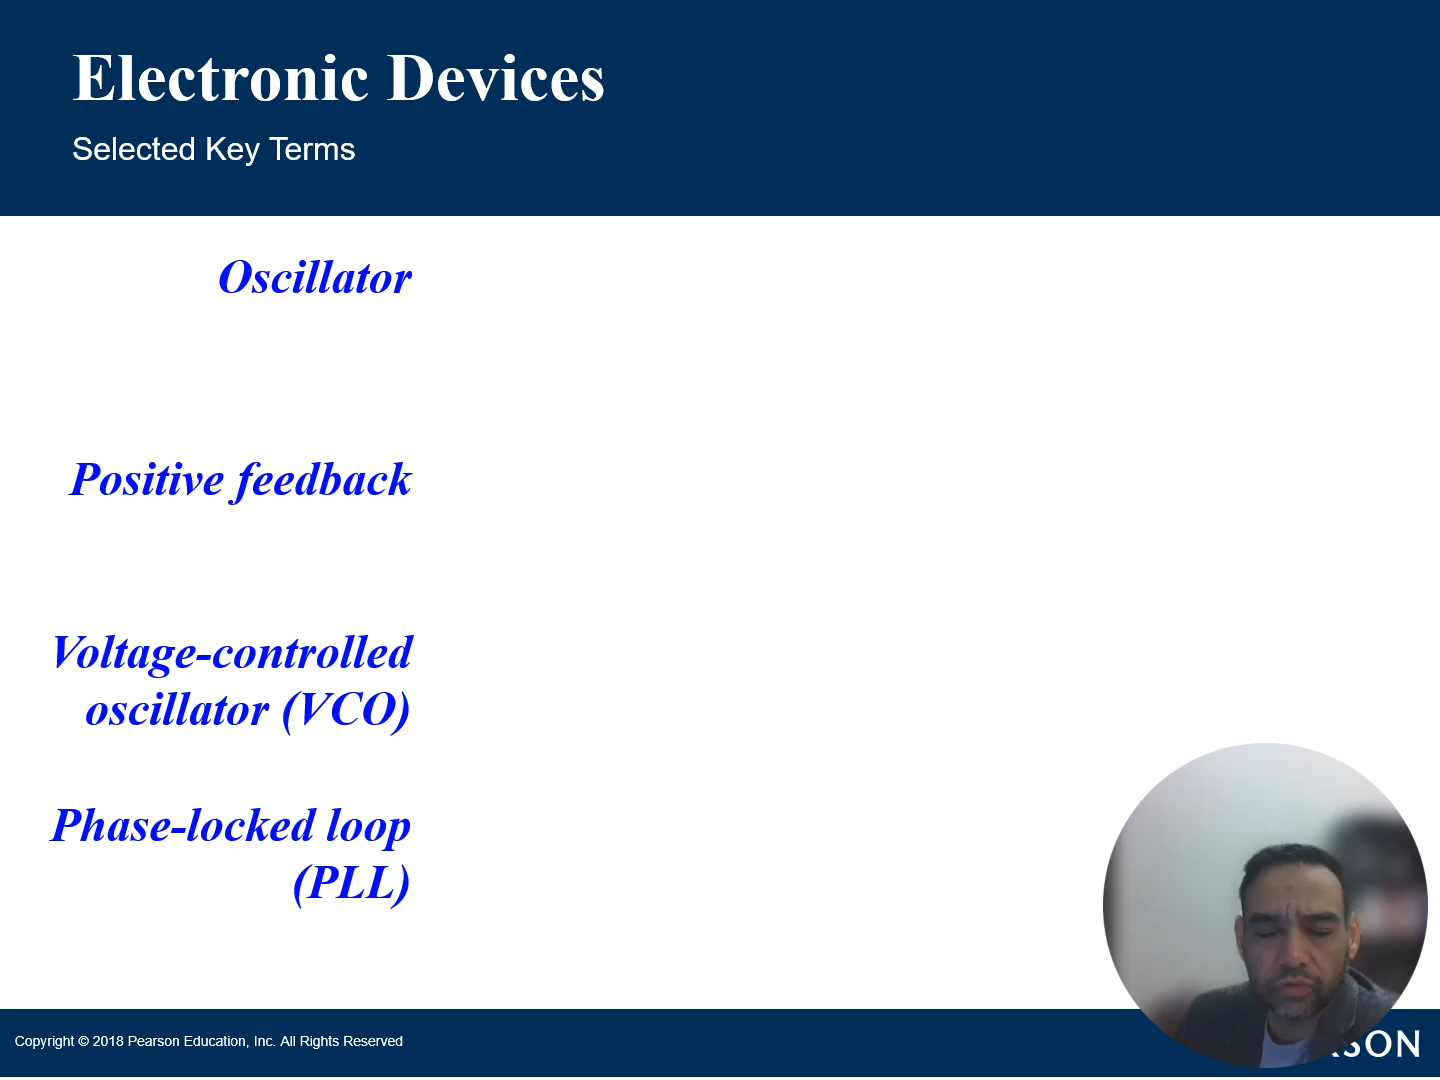 Electronic Devices
Selected Key Terms
Oscillator
Positive feedback
Voltage-controlled
oscillator (VCO)
Phase-locked loop
(PLL)
Copyright © 2018 Pearson Education, Inc. All Rights Reserved